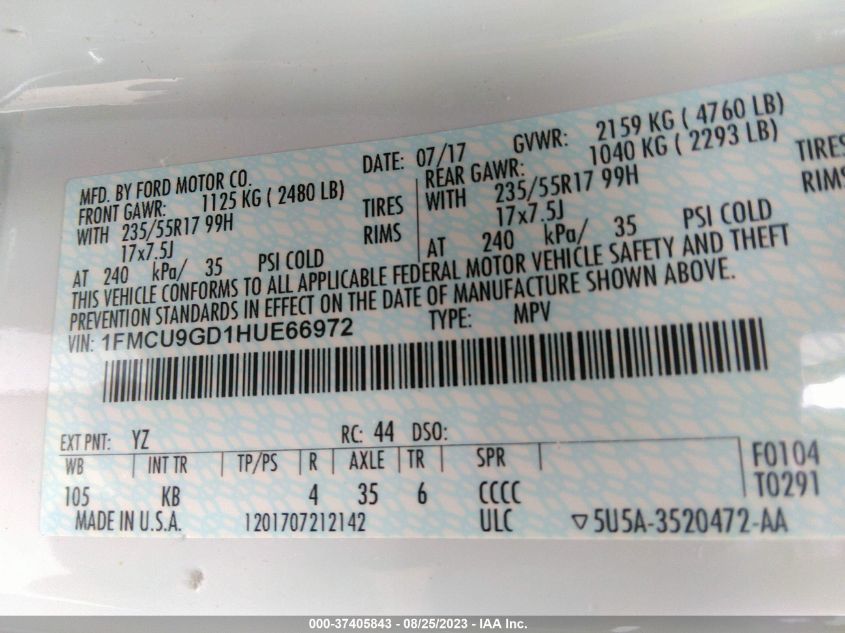 MFD. BY FORD MOTOR CO. DATE: 07/17 GVWR: 2159 KG ( 4760 LB)
FRONT GAWR: 1125 KG ( 2480 LB) REAR GAWR: 1040 KG ( 2293 LB)
WITH 235/55R17 99H TIRES WITH 235/55R17 99H TIRES
17x7.5J RIMS 17x7.5J RIMS
AT 240 kPa/ 35 PSI COLD AT 240 kPa/ 35 PSI COLD
THIS VEHICLE CONFORMS TO ALL APPLICABLE FEDERAL MOTOR VEHICLE SAFETY AND THEFT
PREVENTION STANDARDS IN EFFECT ON THE DATE OF MANUFACTURE SHOWN ABOVE.
VIN: 1FMCU9GD1HUE66972 TYPE: MPV
EXT PNT: YZ RC: 44 DSO:
WB INT TR TP/PS R AXLE TR SPR F0104
105 KB 4 35 6 CCCC T0291
MADE IN U.S.A. 1201707212142 ULC ▽5U5A-3520472-AA
000-37405843 / 08/25/2023 - IAA Inc.